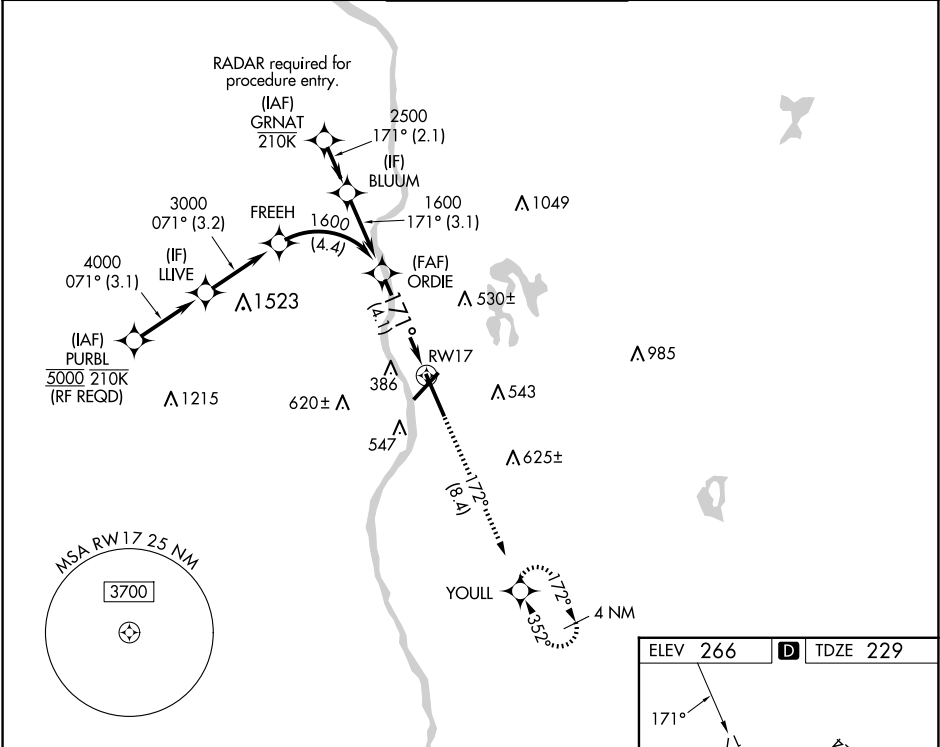 RADAR required for
procedure entry.
(IAF)
GRNAT
210K
2500
171° (2.1)
(IF)
BLUUM
1600
171° (3.1)
1049
3000
071° (3.2)
FREEH
1600
(4.4)
4000
071° (3.1)
(IF)
LLIVE
1523
(FAF)
ORDIE
530±
171°
(4.1)
(IAF)
PURBL
5000 210K
(RF REQD)
RW17
985
386
1215
620±
543
547
625±
172°
(8.4)
MSA RW17 25 NM
3700
YOULL
172°
352°
4 NM
ELEV 266
D
TDZE 229
171°